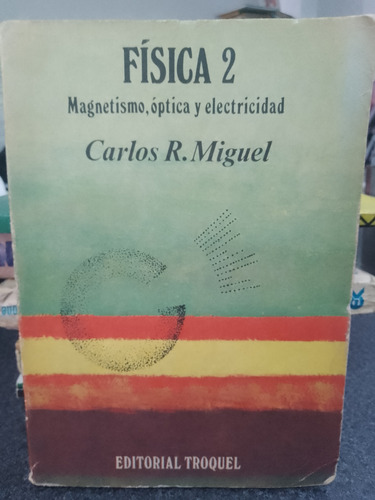 FÍSICA 2
Magnetismo, óptica y electricidad
Carlos R. Miguel
EDITORIAL TROQUEL